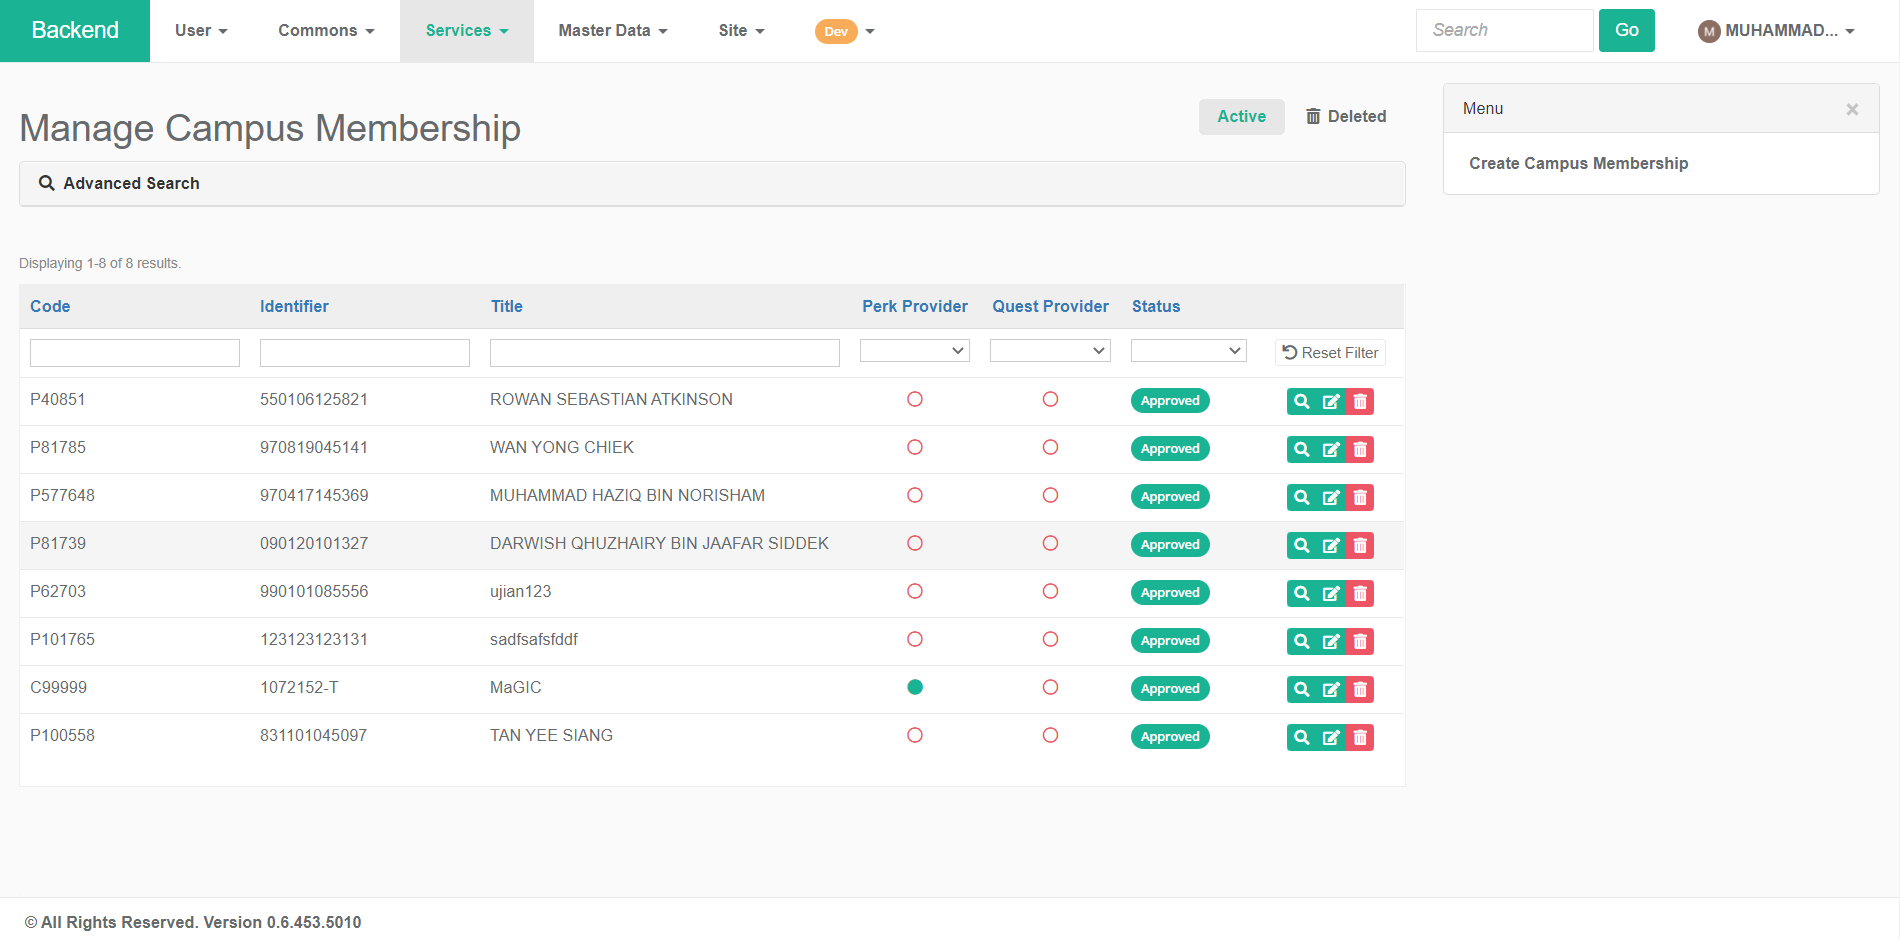 Backend User Commons Services Master Data Site Dev Search Go M MUHAMMAD...
Manage Campus Membership
Active Deleted
Menu ×
Create Campus Membership
Advanced Search
Displaying 1-8 of 8 results.
Code Identifier Title Perk Provider Quest Provider Status
Reset Filter
P40851 550106125821 ROWAN SEBASTIAN ATKINSON Approved
P81785 970819045141 WAN YONG CHIEK Approved
P577648 970417145369 MUHAMMAD HAZIQ BIN NORISHAM Approved
P81739 090120101327 DARWISH QHUZHAIRY BIN JAAFAR SIDDEK Approved
P62703 990101085556 ujian123 Approved
P101765 123123123131 sadfsafsfddf Approved
C99999 1072152-T MaGIC Approved
P100558 831101045097 TAN YEE SIANG Approved
© All Rights Reserved. Version 0.6.453.5010